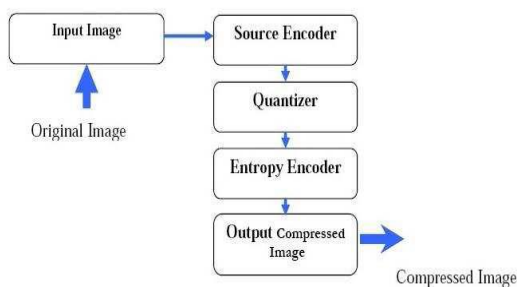 Input Image
Source Encoder
Original Image
Quantizer
Entropy Encoder
Output Compressed
Image
Compressed Image